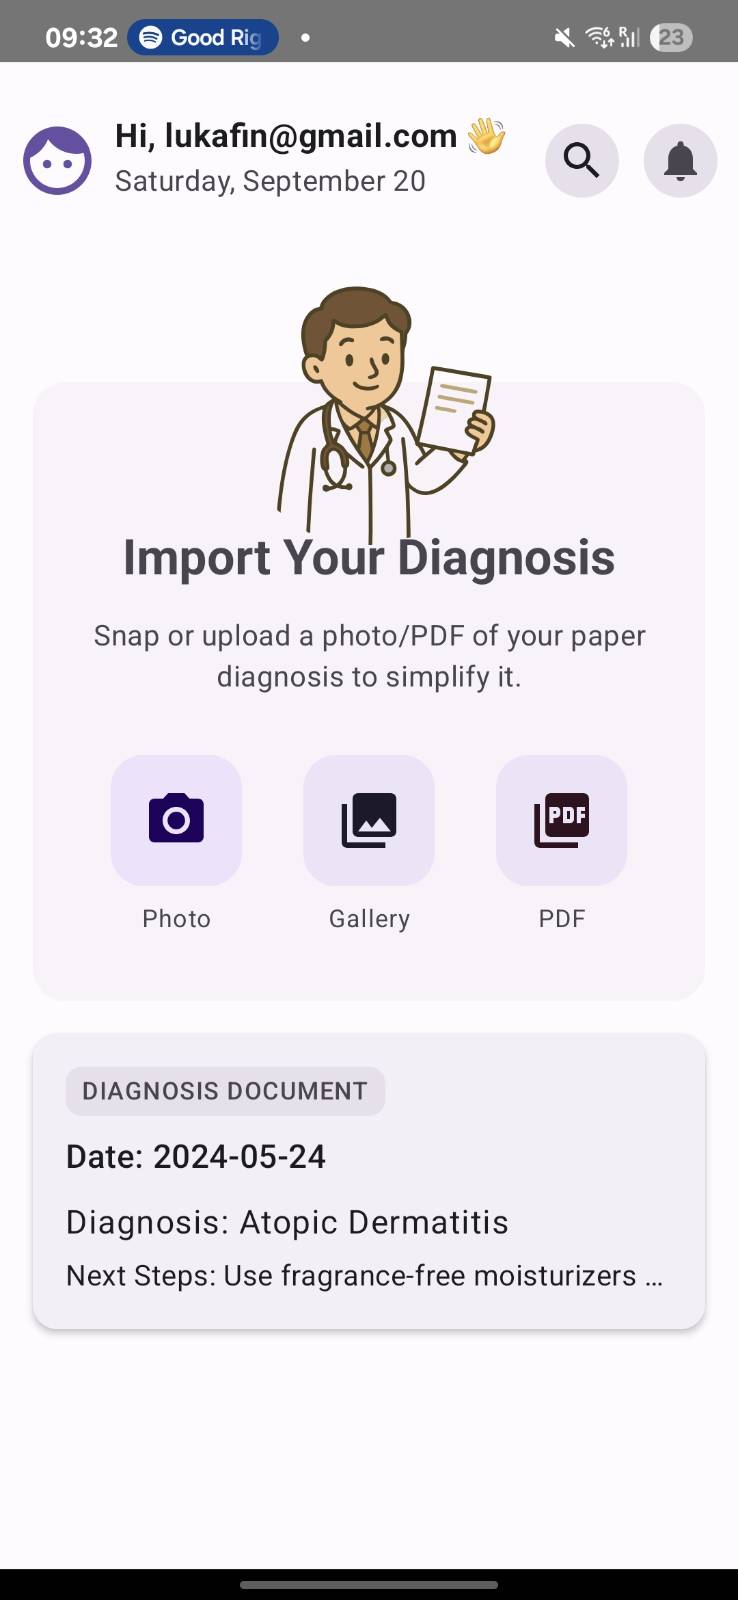 09:32 Good Rig 23
Hi, lukafin@gmail.com 👋
Saturday, September 20
Import Your Diagnosis
Snap or upload a photo/PDF of your paper
diagnosis to simplify it.
PDF
Photo Gallery PDF
DIAGNOSIS DOCUMENT
Date: 2024-05-24
Diagnosis: Atopic Dermatitis
Next Steps: Use fragrance-free moisturizers ...